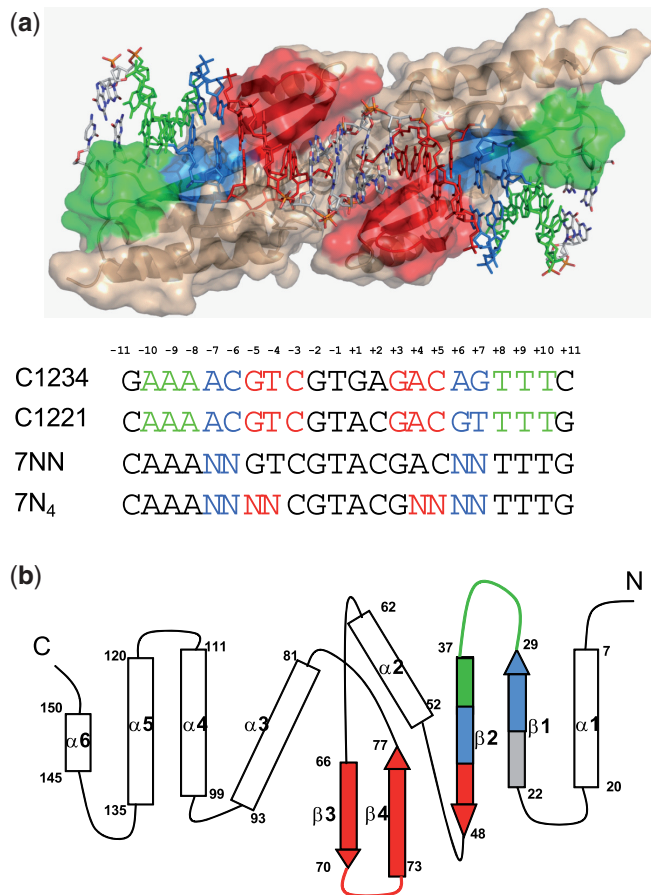 (a)
-11 -10 -9 -8 -7 -6 -5 -4 -3 -2 -1 +1 +2 +3 +4 +5 +6 +7 +8 +9 +10 +11
C1234 GAAAACGTCGTGAGACAGTTTC
C1221 CAAAACGTCGTACGACGTTTTG
7NN CAAANNGTCGTACGACNNTTTG
7N₄ CAAANNNNCGTACGNNNNTTTG
(b)
N
C
62
120
111
81
37
29
7
150
α6
α5
α4
α3
α2
52
β2
β1
α1
145
135
99
93
66
77
β3
β4
70
73
48
22
20